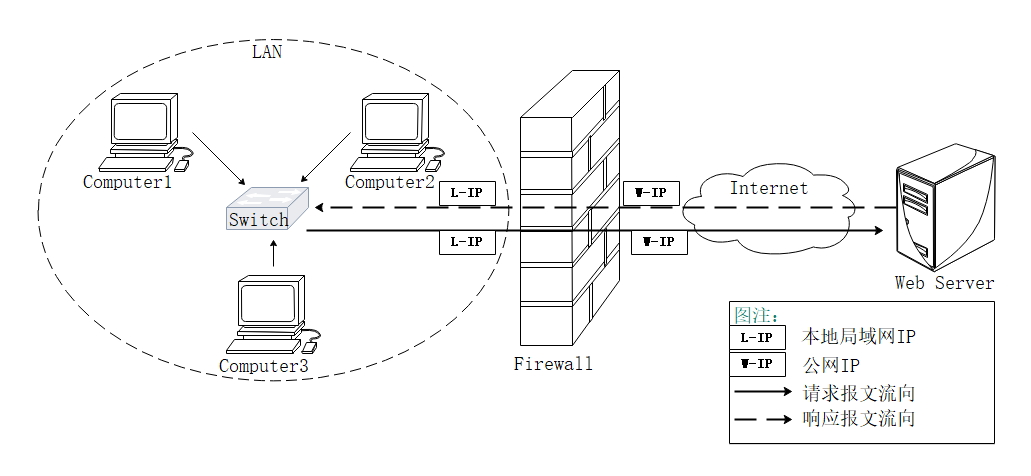 LAN
Computer1
Computer2
L-IP
W-IP
Internet
Switch
L-IP
W-IP
Web Server
Computer3
Firewall
图注:
L-IP 本地局域网IP
W-IP 公网IP
请求报文流向
响应报文流向